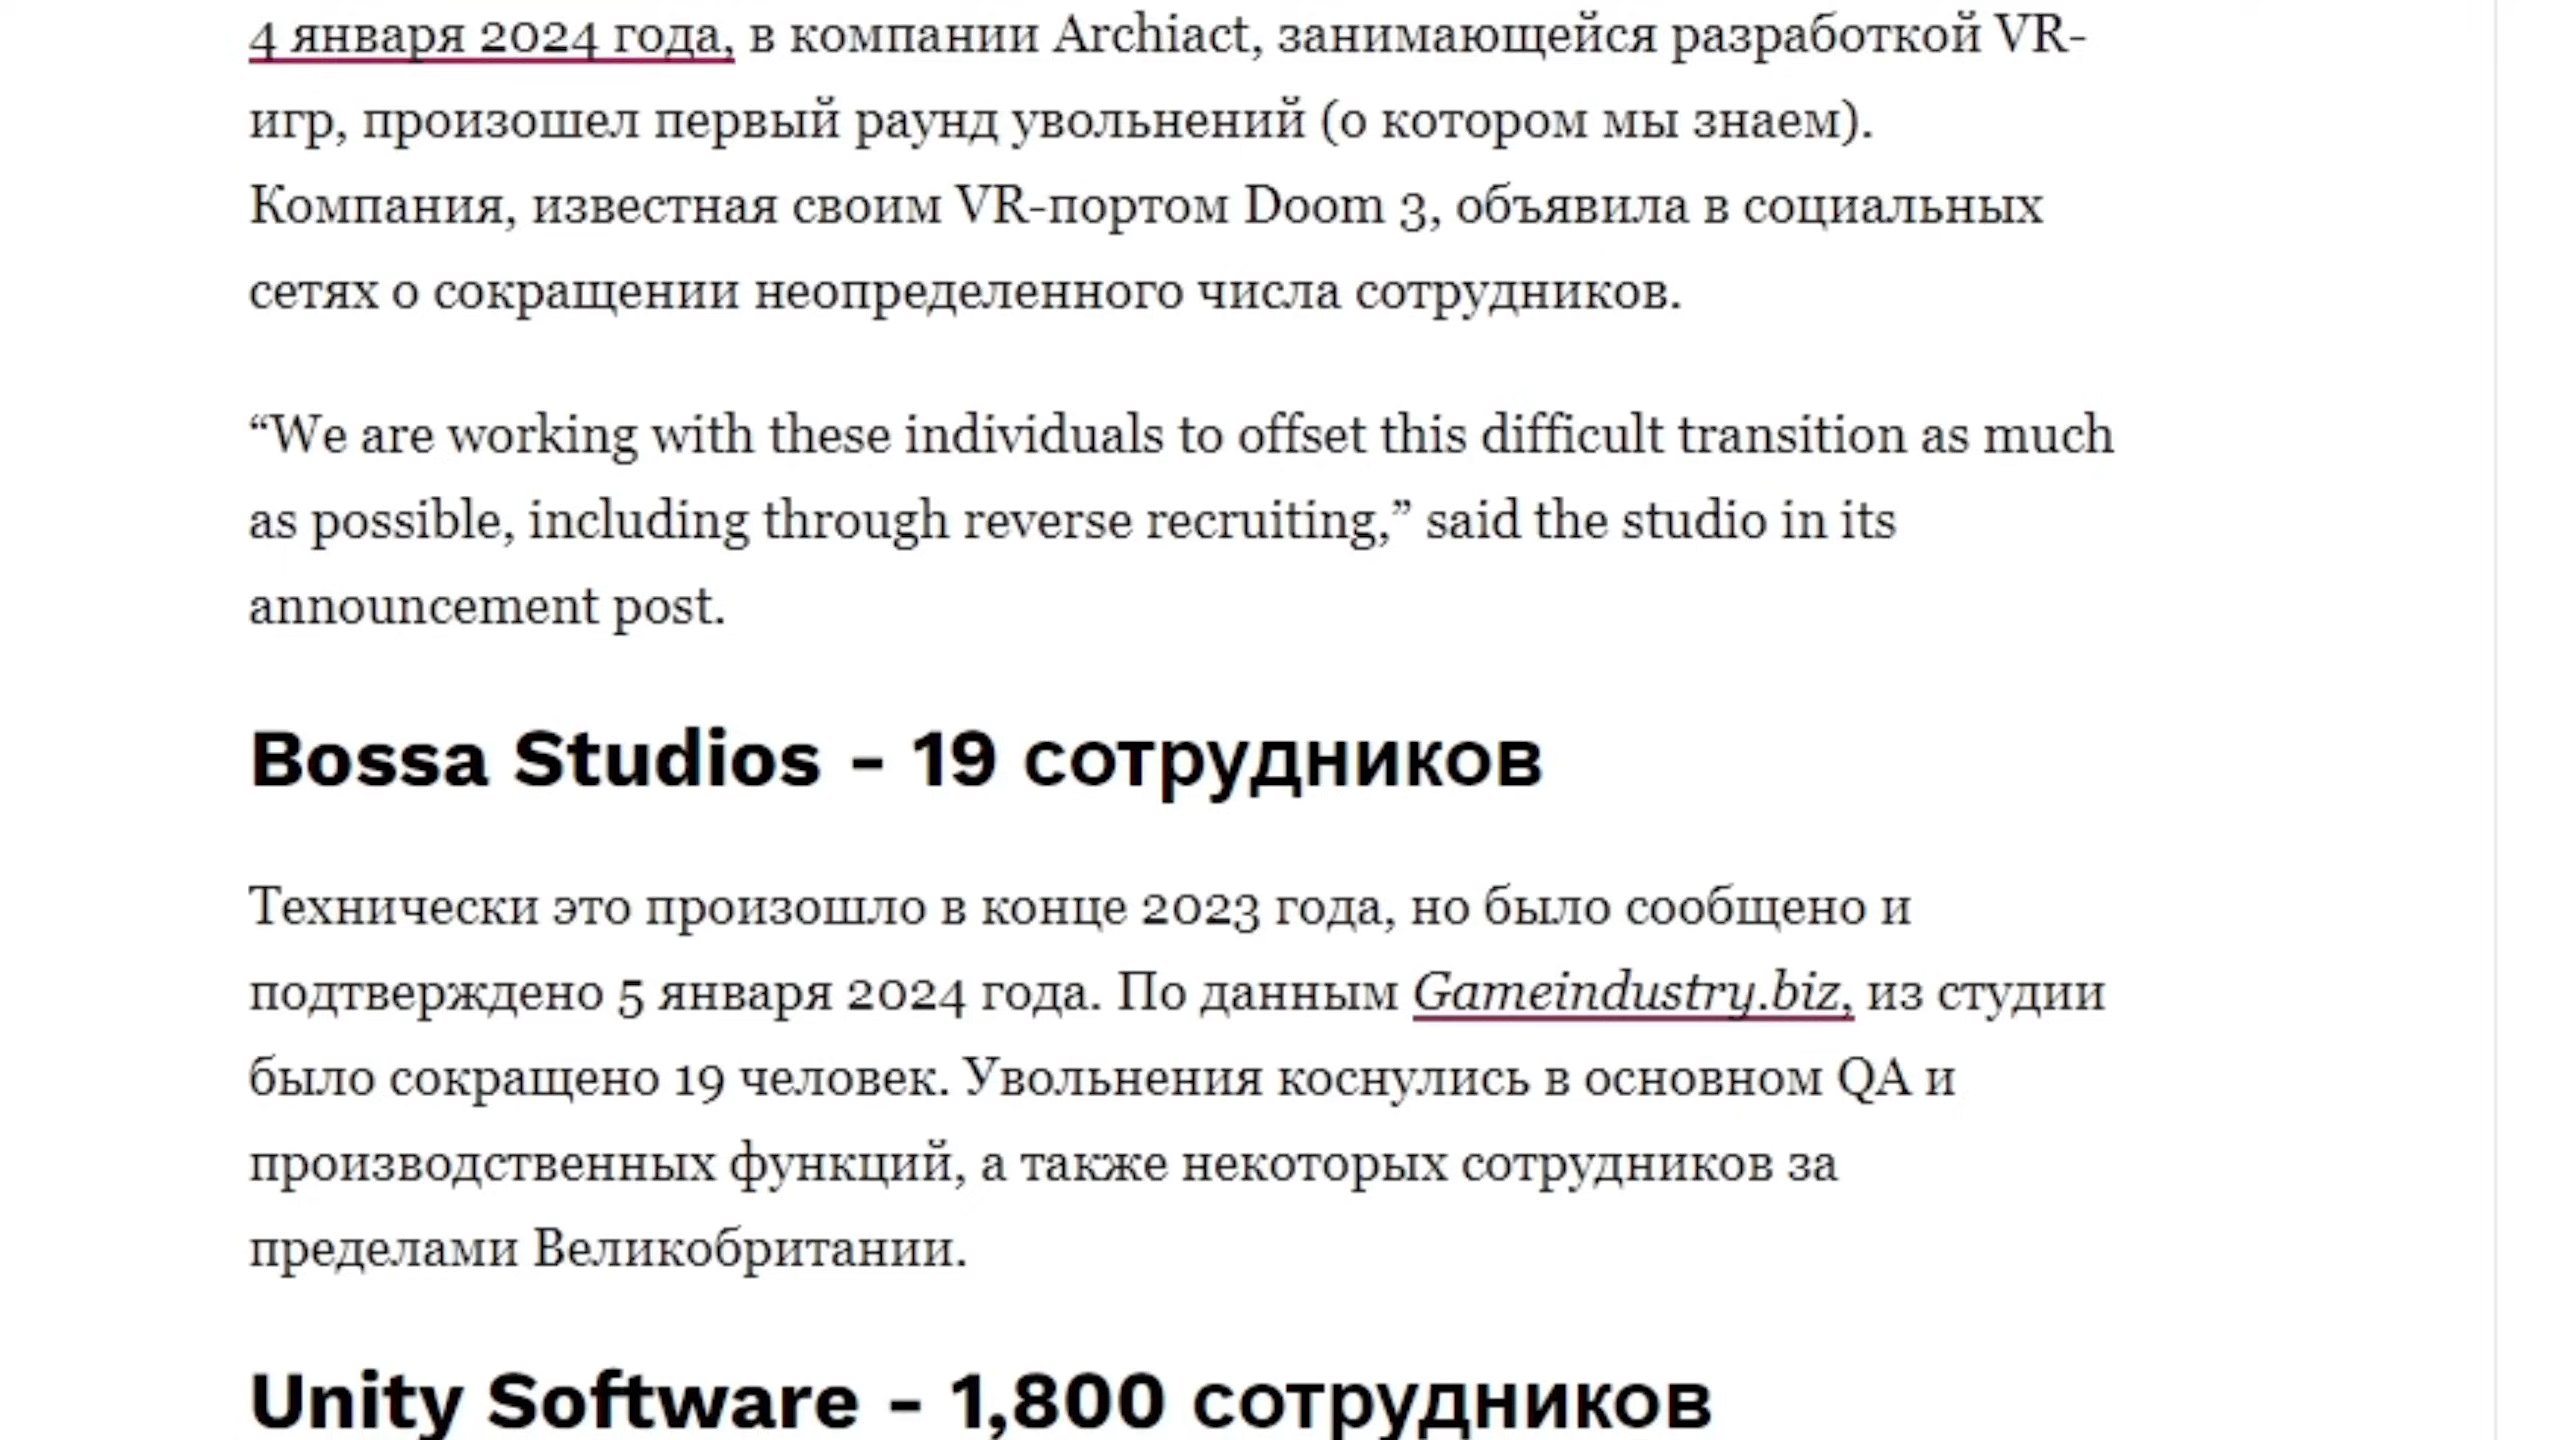 4 января 2024 года, в компании Archiact, занимающейся разработкой VR-
игр, произошел первый раунд увольнений (о котором мы знаем).
Компания, известная своим VR-портом Doom 3, объявила в социальных
сетях о сокращении неопределенного числа сотрудников.
“We are working with these individuals to offset this difficult transition as much
as possible, including through reverse recruiting,” said the studio in its
announcement post.
Bossa Studios - 19 сотрудников
Технически это произошло в конце 2023 года, но было сообщено и
подтверждено 5 января 2024 года. По данным Gameindustry.biz, из студии
было сокращено 19 человек. Увольнения коснулись в основном QA и
производственных функций, а также некоторых сотрудников за
пределами Великобритании.
Unity Software - 1,800 сотрудников